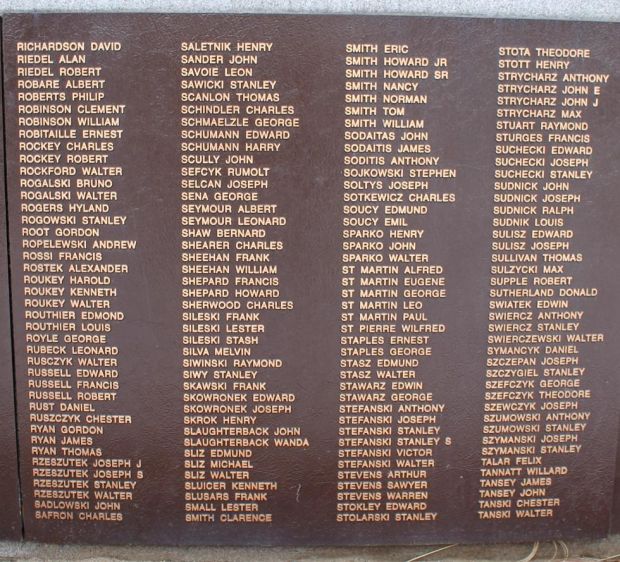 RICHARDSON DAVID
RIEDEL ALAN
RIEDEL ROBERT
ROBARE ALBERT
ROBERTS PHILIP
ROBINSON CLEMENT
ROBINSON WILLIAM
ROBITAILLE ERNEST
ROCKEY CHARLES
ROCKEY ROBERT
ROCKFORD WALTER
ROGALSKI BRUNO
ROGALSKI WALTER
ROGERS HYLAND
ROGOWSKI STANLEY
ROOT GORDON
ROPELEWSKI ANDREW
ROSSI FRANCIS
ROSTEK ALEXANDER
ROUKEY HAROLD
ROUKEY KENNETH
ROUKEY WALTER
ROUTHIER EDMOND
ROUTHIER LOUIS
ROYLE GEORGE
RUBECK LEONARD
RUSCZYK WALTER
RUSSELL EDWARD
RUSSELL FRANCIS
RUSSELL ROBERT
RUST DANIEL
RUSZCZYK CHESTER
RYAN GORDON
RYAN JAMES
RYAN THOMAS
RZESZUTEK JOSEPH J
RZESZUTEK JOSEPH S
RZESZUTEK STANLEY
RZESZUTEK WALTER
SADLOWSKI JOHN
SAFRON CHARLES
SALETNIK HENRY
SANDER JOHN
SAVOIE LEON
SAWICKI STANLEY
SCANLON THOMAS
SCHINDLER CHARLES
SCHMAELZLE GEORGE
SCHUMANN EDWARD
SCHUMANN HARRY
SCULLY JOHN
SEFCYK RUMOLT
SELCAN JOSEPH
SENA GEORGE
SEYMOUR ALBERT
SEYMOUR LEONARD
SHAW BERNARD
SHEARER CHARLES
SHEEHAN FRANK
SHEEHAN WILLIAM
SHEPARD FRANCIS
SHEPARD HOWARD
SHERWOOD CHARLES
SILESKI FRANK
SILESKI LESTER
SILESKI STASH
SILVA MELVIN
SIWINSKI RAYMOND
SIWY STANLEY
SKAWSKI FRANK
SKOWRONEK EDWARD
SKOWRONEK JOSEPH
SKROK HENRY
SLAUGHTERBACK JOHN
SLAUGHTERBACK WANDA
SLIZ EDMUND
SLIZ MICHAEL
SLIZ WALTER
SLUICER KENNETH
SLUSARS FRANK
SMALL LESTER
SMITH CLARENCE
SMITH ERIC
SMITH HOWARD JR
SMITH HOWARD SR
SMITH NANCY
SMITH NORMAN
SMITH TOM
SMITH WILLIAM
SODAITAS JOHN
SODAITIS JAMES
SODITIS ANTHONY
SOJKOWSKI STEPHEN
SOLTYS JOSEPH
SOTKEWICZ CHARLES
SOUCY EDMUND
SOUCY EMIL
SPARKO HENRY
SPARKO JOHN
SPARKO WALTER
ST MARTIN ALFRED
ST MARTIN EUGENE
ST MARTIN GEORGE
ST MARTIN LEO
ST MARTIN PAUL
ST PIERRE WILFRED
STAPLES ERNEST
STAPLES GEORGE
STASZ EDMUND
STASZ WALTER
STAWARZ EDWIN
STAWARZ GEORGE
STEFANSKI ANTHONY
STEFANSKI JOSEPH
STEFANSKI STANLEY
STEFANSKI STANLEY S
STEFANSKI VICTOR
STEFANSKI WALTER
STEVENS ARTHUR
STEVENS SAWYER
STEVENS WARREN
STOKLEY EDWARD
STOLARSKI STANLEY
STOTA THEODORE
STOTT HENRY
STRYCHARZ ANTHONY
STRYCHARZ JOHN E
STRYCHARZ JOHN J
STRYCHARZ MAX
STUART RAYMOND
STURGES FRANCIS
SUCHECKI EDWARD
SUCHECKI JOSEPH
SUCHECKI STANLEY
SUDNICK JOHN
SUDNICK JOSEPH
SUDNICK RALPH
SUDNIK LOUIS
SULISZ EDWARD
SULISZ JOSEPH
SULLIVAN THOMAS
SULZYCKI MAX
SUPPLE ROBERT
SUTHERLAND DONALD
SWIATEK EDWIN
SWIERCZ ANTHONY
SWIERCZ STANLEY
SWIERCZEWSKI WALTER
SYMANCYK DANIEL
SZCZEPAN JOSEPH
SZCZYGIEL STANLEY
SZEFCZYK GEORGE
SZEFCZYK THEODORE
SZEWCZYK JOSEPH
SZUMOWSKI ANTHONY
SZUMOWSKI STANLEY
SZYMANSKI JOSEPH
SZYMANSKI STANLEY
TALAR FELIX
TANNATT WILLARD
TANSEY JAMES
TANSEY JOHN
TANSKI CHESTER
TANSKI WALTER